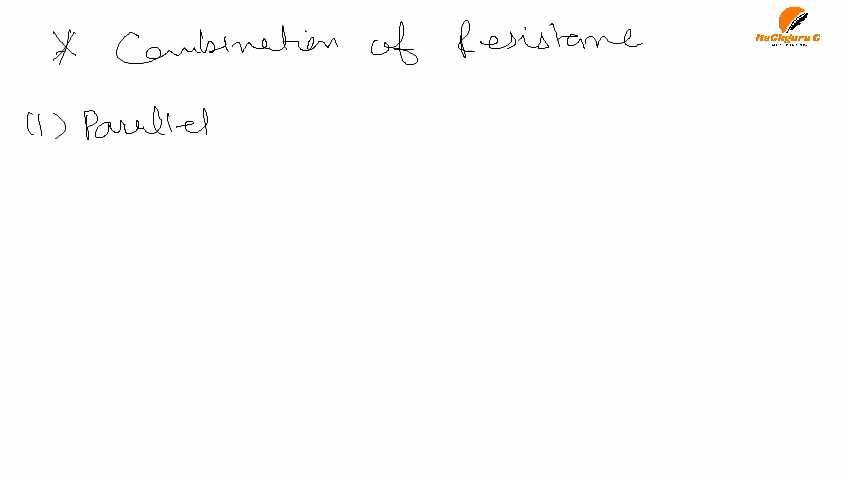 * Combination of Resistance
(1) Parallel